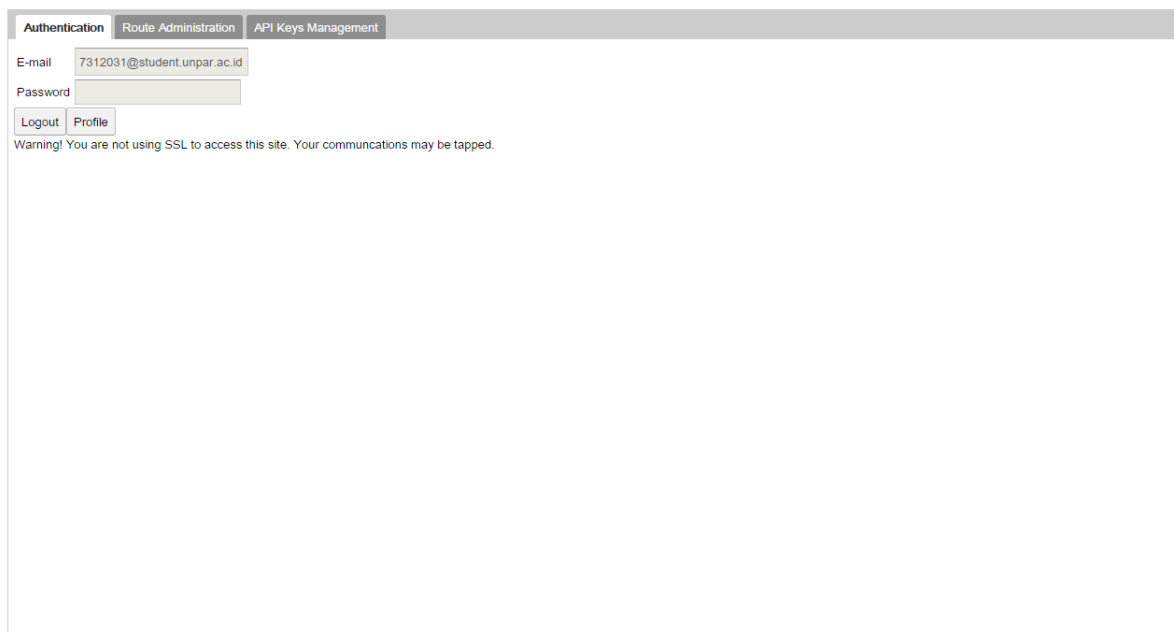 Authentication Route Administration API Keys Management
E-mail 7312031@student.unpar.ac.id
Password
Logout Profile
Warning! You are not using SSL to access this site. Your communcations may be tapped.